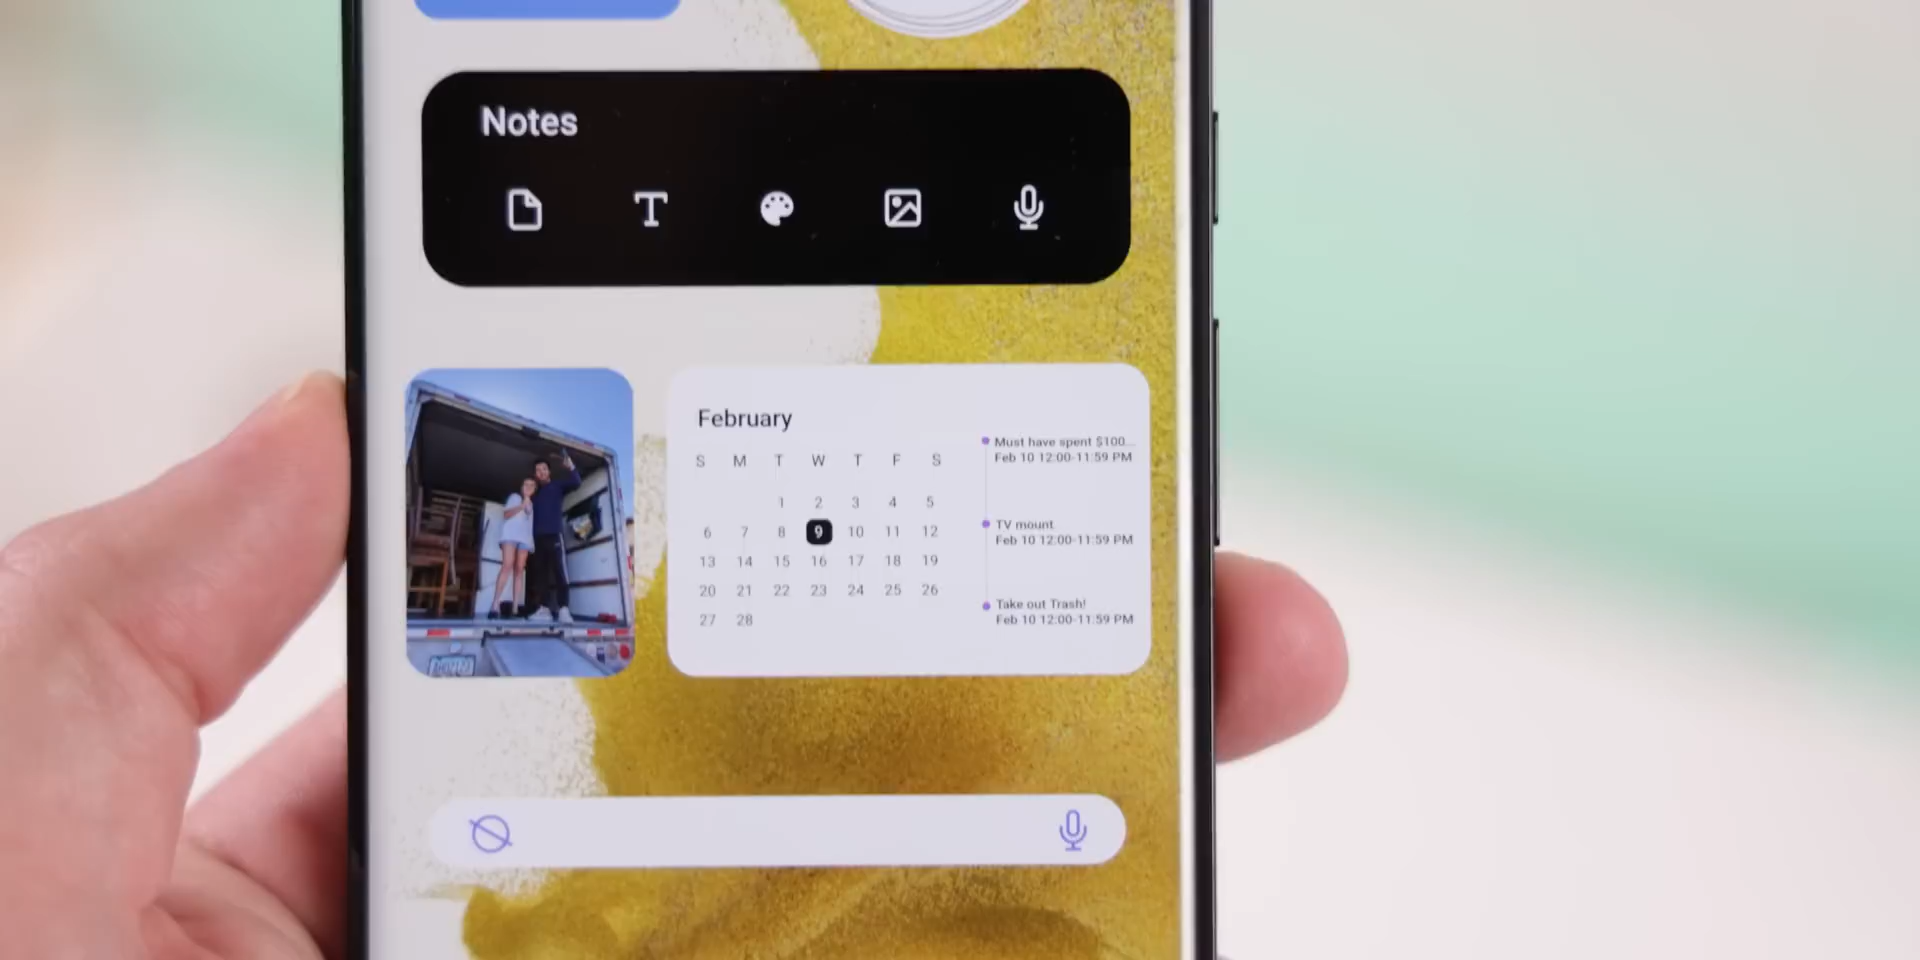 Notes
February
S M T W T F S
1 2 3 4 5
6 7 8 9 10 11 12
13 14 15 16 17 18 19
20 21 22 23 24 25 26
27 28
Must have spent $100...
Feb 10 12:00-11:59 PM
TV mount
Feb 10 12:00-11:59 PM
Take out Trash!
Feb 10 12:00-11:59 PM